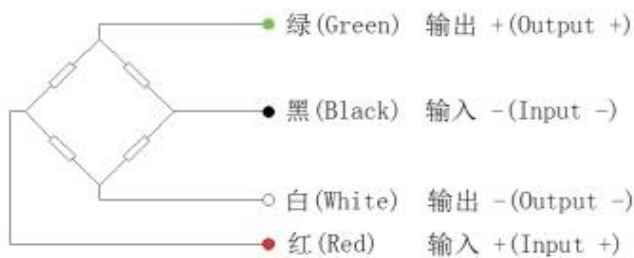 绿(Green) 输出 +(Output +)
黑(Black) 输入 -(Input -)
白(White) 输出 -(Output -)
红(Red) 输入 +(Input +)